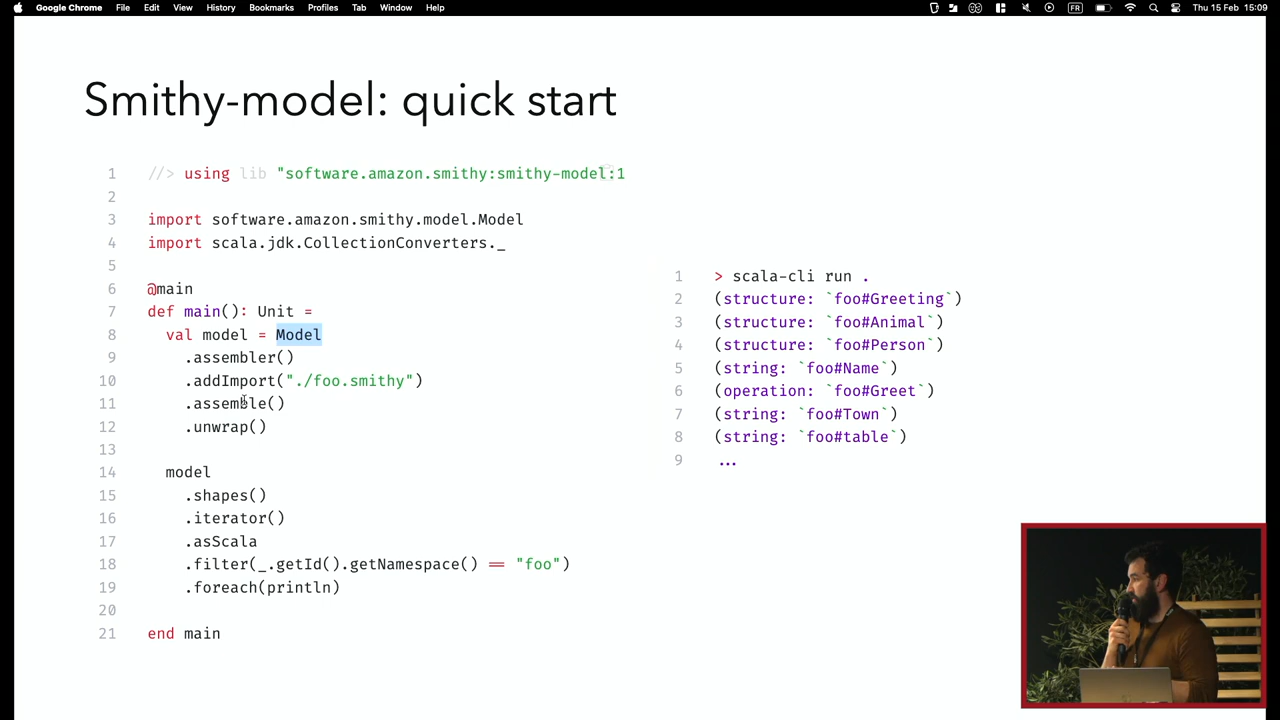 Google Chrome File Edit View History Bookmarks Profiles Tab Window Help FR Thu 15 Feb 15:09
Smithy-model: quick start
1 //> using lib "software.amazon.smithy:smithy-model:1
2
3 import software.amazon.smithy.model.Model
4 import scala.jdk.CollectionConverters._
5
6 @main
7 def main(): Unit =
8 val model = Model
9 .assembler()
10 .addImport("./foo.smithy")
11 .assemble()
12 .unwrap()
13
14 model
15 .shapes()
16 .iterator()
17 .asScala
18 .filter(_.getId().getNamespace() == "foo")
19 .foreach(println)
20
21 end main
1 > scala-cli run .
2 (structure: `foo#Greeting`)
3 (structure: `foo#Animal`)
4 (structure: `foo#Person`)
5 (string: `foo#Name`)
6 (operation: `foo#Greet`)
7 (string: `foo#Town`)
8 (string: `foo#table`)
9 ...